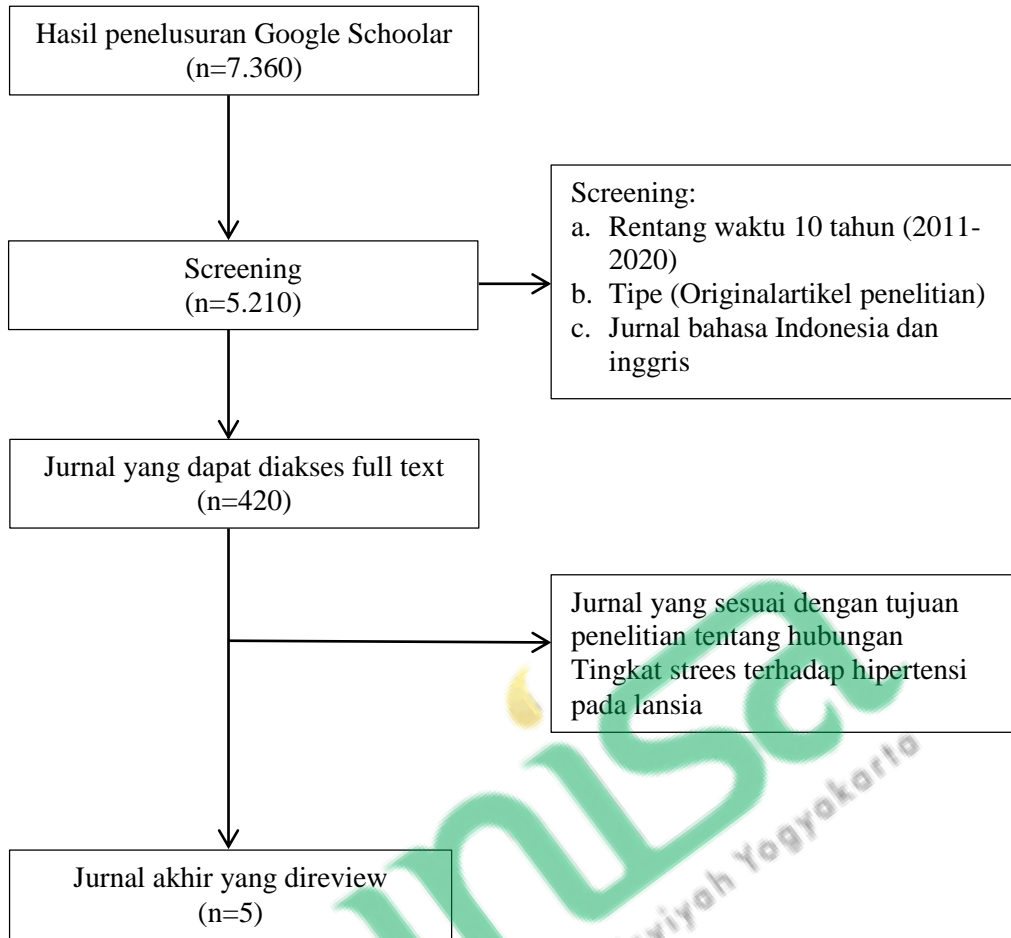 Hasil penelusuran Google Schoolar
(n=7.360)
Screening
(n=5.210)
Screening:
a. Rentang waktu 10 tahun (2011-
2020)
b. Tipe (Originalartikel penelitian)
c. Jurnal bahasa Indonesia dan
inggris
Jurnal yang dapat diakses full text
(n=420)
Jurnal yang sesuai dengan tujuan
penelitian tentang hubungan
Tingkat strees terhadap hipertensi
pada lansia
Jurnal akhir yang direview
(n=5)
unisa
Yogyakarta